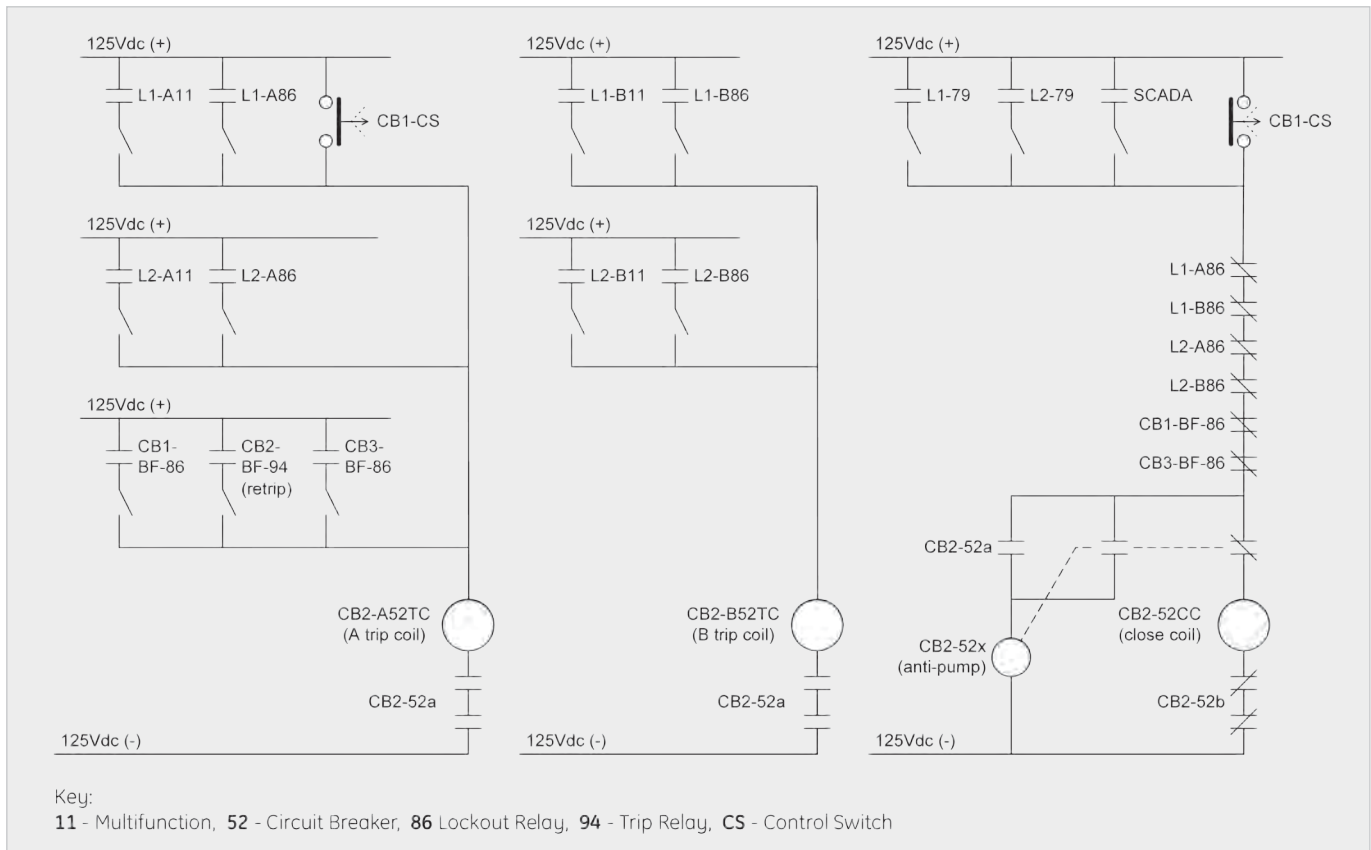 125Vdc (+)
L1-A11
L1-A86
CB1-CS
125Vdc (+)
L2-A11
L2-A86
125Vdc (+)
CB1-
BF-86
CB2-
BF-94
(retrip)
CB3-
BF-86
CB2-A52TC
(A trip coil)
CB2-52a
125Vdc (-)
125Vdc (+)
L1-B11
L1-B86
125Vdc (+)
L2-B11
L2-B86
CB2-B52TC
(B trip coil)
CB2-52a
125Vdc (-)
125Vdc (+)
L1-79
L2-79
SCADA
CB1-CS
L1-A86
L1-B86
L2-A86
L2-B86
CB1-BF-86
CB3-BF-86
CB2-52a
CB2-52x
(anti-pump)
CB2-52CC
(close coil)
CB2-52b
125Vdc (-)
Key:
11 - Multifunction, 52 - Circuit Breaker, 86 Lockout Relay, 94 - Trip Relay, CS - Control Switch